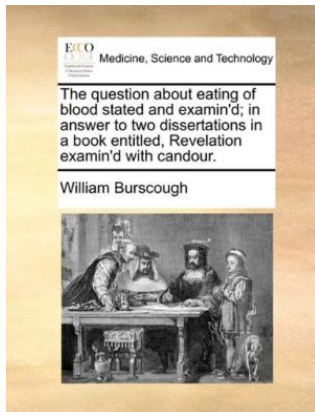 ECCO
Medicine, Science and Technology
The question about eating of
blood stated and examin'd; in
answer to two dissertations in
a book entitled, Revelation
examin'd with candour.
William Burscough